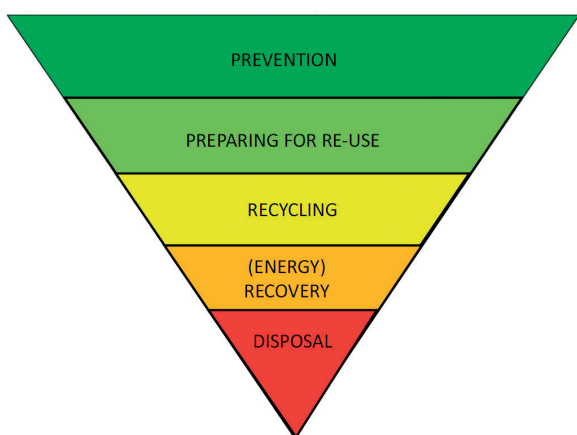 PREVENTION
PREPARING FOR RE-USE
RECYCLING
(ENERGY)
RECOVERY
DISPOSAL